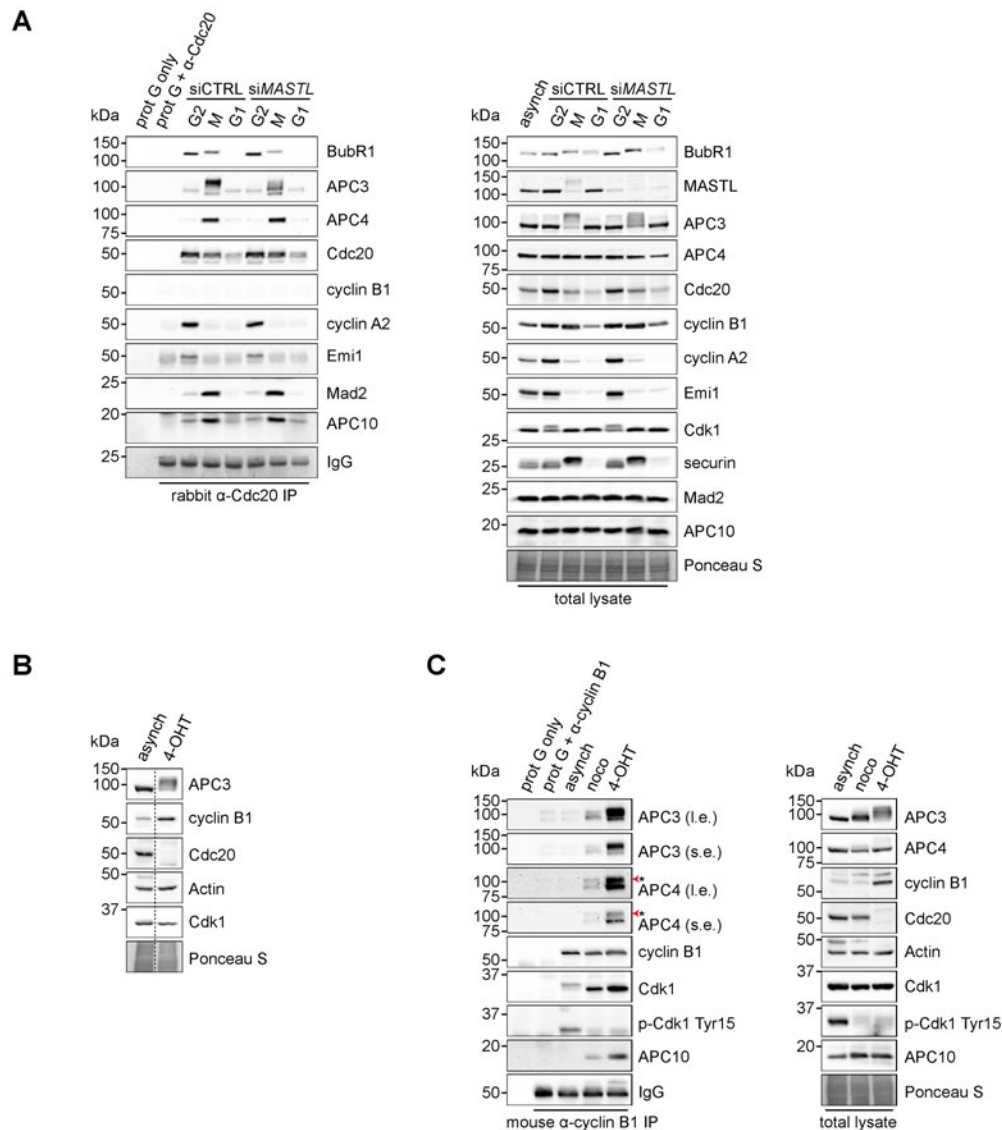 A
prot G only
prot G + α-Cdc20
siCTRL siMASTL
kDa G2 M G1 G2 M G1
150
100 BubR1
100 APC3
100
75 APC4
50 Cdc20
50 cyclin B1
50 cyclin A2
50 Emi1
25 Mad2
20 APC10
25 IgG
rabbit α-Cdc20 IP
asynch
siCTRL siMASTL
kDa G2 M G1 G2 M G1
150
100 BubR1
150
100 MASTL
100 APC3
100
75 APC4
50 Cdc20
50 cyclin B1
50 cyclin A2
50 Emi1
25 Cdk1
25 securin
25 Mad2
20 APC10
Ponceau S
total lysate
B
kDa asynch 4-OHT
150
100 APC3
50 cyclin B1
50 Cdc20
50 Actin
37 Cdk1
Ponceau S
C
prot G only
prot G + α-cyclin B1
kDa asynch noco 4-OHT
150
100 APC3 (l.e.)
150
100 APC3 (s.e.)
100 *
75 APC4 (l.e.)
100 *
75 APC4 (s.e.)
50 cyclin B1
37 Cdk1
37 p-Cdk1 Tyr15
20 APC10
50 IgG
mouse α-cyclin B1 IP
kDa asynch noco 4-OHT
150
100 APC3
100
75 APC4
50 cyclin B1
50 Cdc20
50 Actin
37 Cdk1
37 p-Cdk1 Tyr15
20 APC10
Ponceau S
total lysate